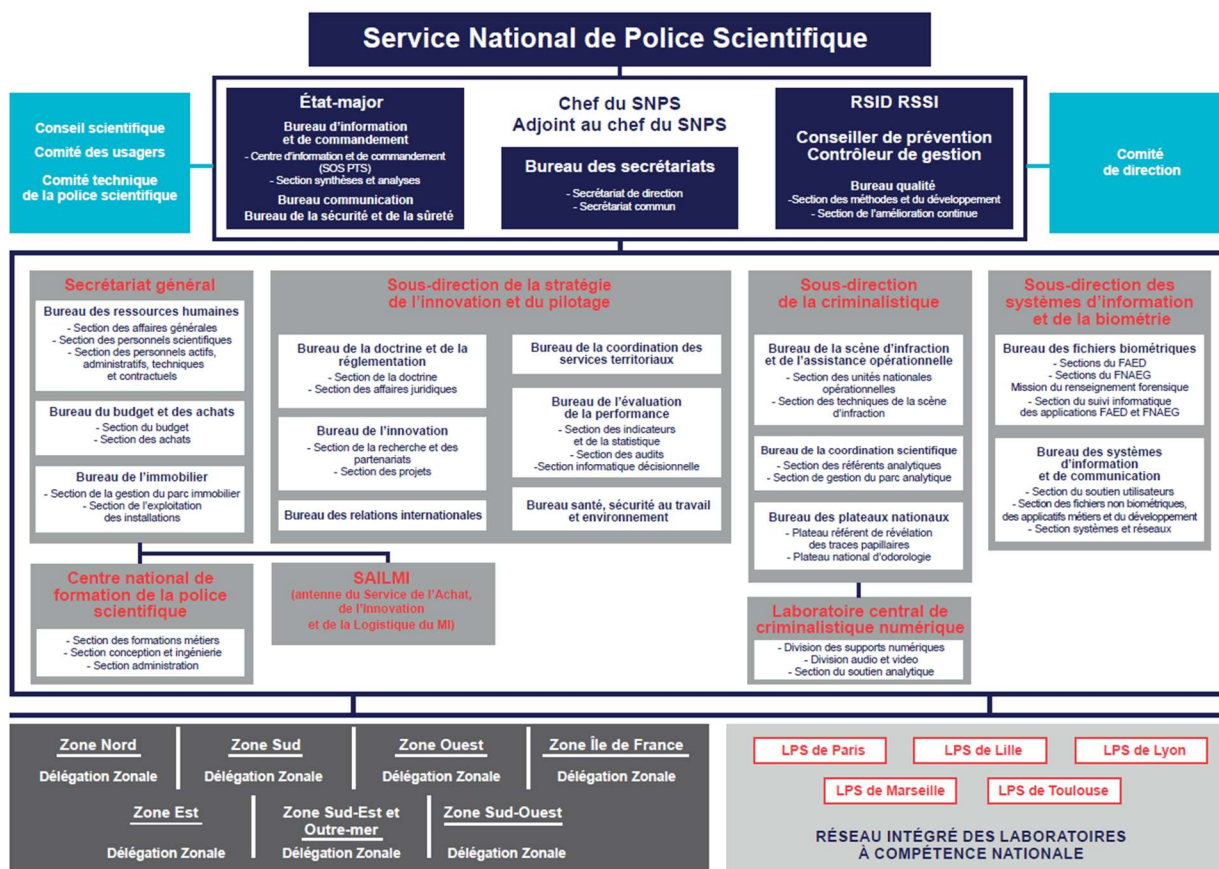 Service National de Police Scientifique
Conseil scientifique
Comité des usagers
Comité technique
de la police scientifique
État-major
Bureau d'information
et de commandement
- Centre d'information et de commandement
(SOS PTS)
- Section synthèses et analyses
Bureau communication
Bureau de la sécurité et de la sûreté
Chef du SNPS
Adjoint au chef du SNPS
Bureau des secrétariats
- Secrétariat de direction
- Secrétariat commun
RSID RSSI
Conseiller de prévention
Contrôleur de gestion
Bureau qualité
-Section des méthodes et du développement
- Section de l'amélioration continue
Comité
de direction
Secrétariat général
Bureau des ressources humaines
- Section des affaires générales
- Section des personnels scientifiques
- Section des personnels actifs,
administratifs, techniques
et contractuels
Bureau du budget et des achats
- Section du budget
- Section des achats
Bureau de l'immobilier
- Section de la gestion du parc immobilier
- Section de l'exploitation
des installations
Sous-direction de la stratégie
de l'innovation et du pilotage
Bureau de la doctrine et de la
réglementation
- Section de la doctrine
- Section des affaires juridiques
Bureau de l'innovation
- Section de la recherche et des
partenariats
- Section des projets
Bureau des relations internationales
Bureau de la coordination des
services territoriaux
Bureau de l'évaluation
de la performance
- Section des indicateurs
et de la statistique
- Section des audits
-Section informatique décisionnelle
Bureau santé, sécurité au travail
et environnement
Sous-direction
de la criminalistique
Bureau de la scène d'infraction
et de l'assistance opérationnelle
- Section des unités nationales
opérationnelles
- Section des techniques de la scène
d'infraction
Bureau de la coordination scientifique
- Section des référents analytiques
- Section de gestion du parc analytique
Bureau des plateaux nationaux
- Plateau référent de révélation
des traces papillaires
- Plateau national d'odorologie
Sous-direction des
systèmes d'information
et de la biométrie
Bureau des fichiers biométriques
- Sections du FAED
- Sections du FNAEG
Mission du renseignement forensique
- Section du suivi informatique
des applications FAED et FNAEG
Bureau des systèmes
d'information
et de communication
- Section du soutien utilisateurs
- Section des fichiers non biométriques,
des applicatifs métiers et du développement
- Section systèmes et réseaux
Centre national de
formation de la police
scientifique
- Section des formations métiers
- Section conception et ingénierie
- Section administration
SAILMI
(antenne du Service de l'Achat,
de l'Innovation
et de la Logistique du MI)
Laboratoire central de
criminalistique numérique
- Division des supports numériques
- Division audio et video
- Section du soutien analytique
Zone Nord
Délégation Zonale
Zone Sud
Délégation Zonale
Zone Ouest
Délégation Zonale
Zone Île de France
Délégation Zonale
Zone Est
Délégation Zonale
Zone Sud-Est et
Outre-mer
Délégation Zonale
Zone Sud-Ouest
Délégation Zonale
LPS de Paris
LPS de Lille
LPS de Lyon
LPS de Marseille
LPS de Toulouse
RÉSEAU INTÉGRÉ DES LABORATOIRES
À COMPÉTENCE NATIONALE